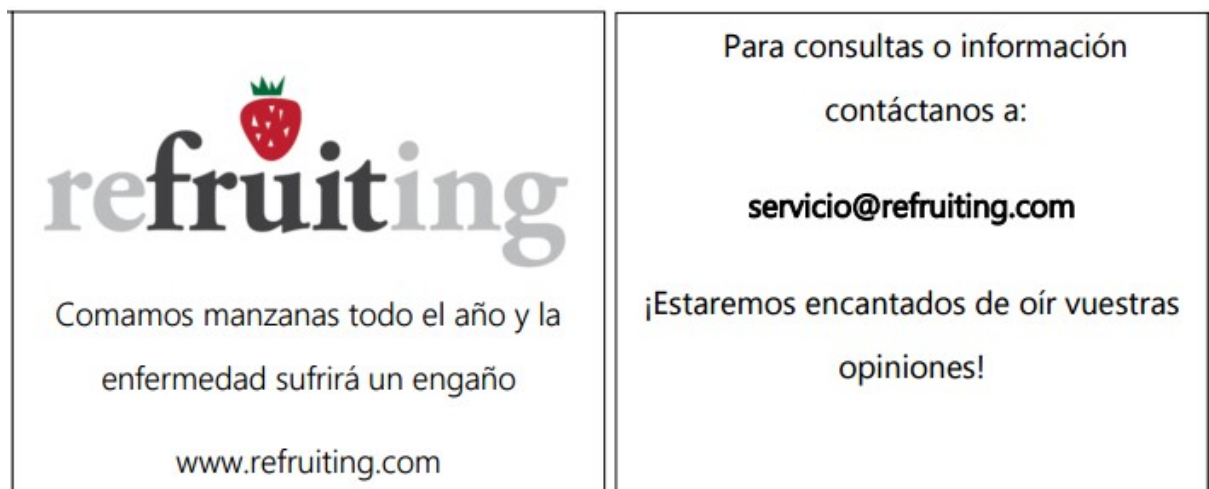 refruiting
Comamos manzanas todo el año y la
enfermedad sufrirá un engaño
www.refruiting.com
Para consultas o información
contáctanos a:
servicio@refruiting.com
¡Estaremos encantados de oír vuestras
opiniones!